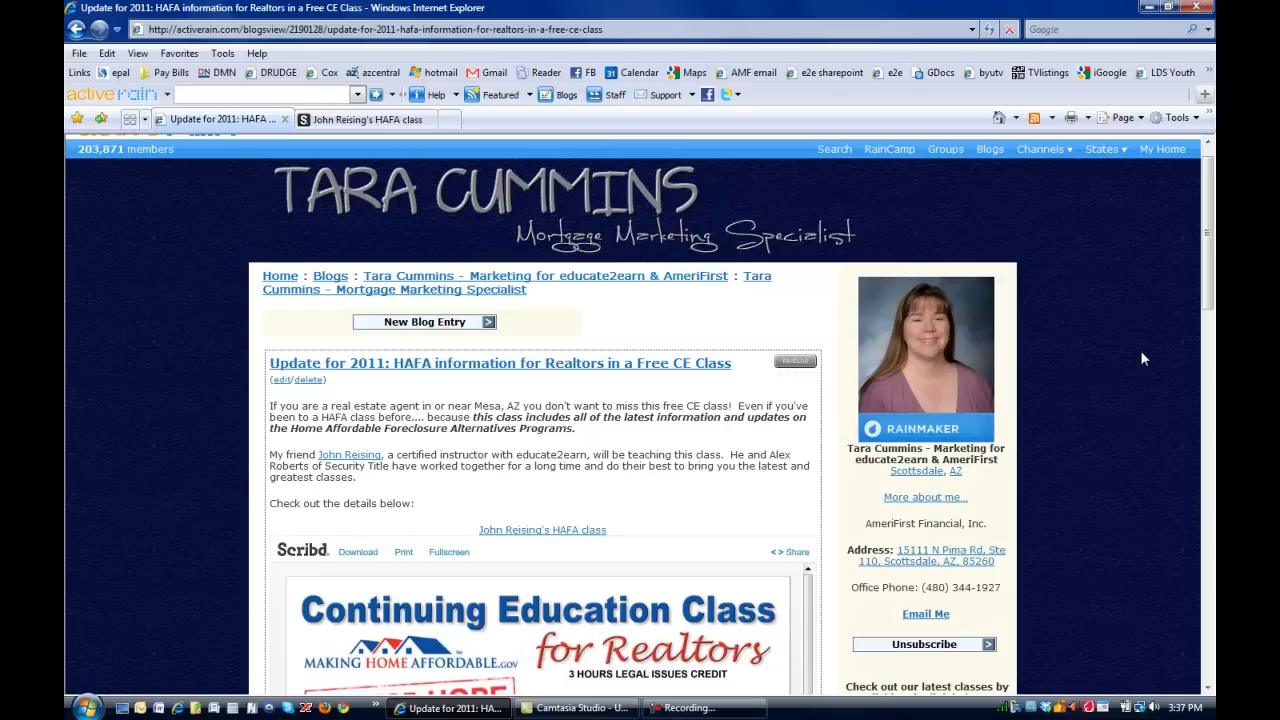 Update for 2011: HAFA information for Realtors in a Free CE Class - Windows Internet Explorer
http://activerain.com/blogsview/2190128/update-for-2011-hafa-information-for-realtors-in-a-free-ce-class
Google
File Edit View Favorites Tools Help
Links epal Pay Bills DMN DRUDGE Cox azcentral hotmail Gmail Reader FB Calendar Maps AMF email e2e sharepoint e2e GD3s byutv TVlistings iGoogle LDS Youth
activerain Help Featured Blogs Staff Support
Update for 2011: HAFA ... John Reising's HAFA class Page Tools
203,871 members Search RainCamp Groups Blogs Channels States My Home
TARA CUMMINS
Mortgage Marketing Specialist
Home : Blogs : Tara Cummins - Marketing for educate2earn & AmeriFirst : Tara
Cummins - Mortgage Marketing Specialist
New Blog Entry
Update for 2011: HAFA information for Realtors in a Free CE Class
RE-BLOG
(edit/delete)
If you are a real estate agent in or near Mesa, AZ you don't want to miss this free CE class! Even if you've
been to a HAFA class before.... because this class includes all of the latest information and updates on
the Home Affordable Foreclosure Alternatives Programs.
My friend John Reising, a certified instructor with educate2earn, will be teaching this class. He and Alex
Roberts of Security Title have worked together for a long time and do their best to bring you the latest and
greatest classes.
Check out the details below:
John Reising's HAFA class
Scribd. Download Print Fullscreen <> Share
Continuing Education Class
MAKING HOME AFFORDABLE.GOV
for Realtors
3 HOURS LEGAL ISSUES CREDIT
RAINMAKER
Tara Cummins - Marketing for
educate2earn & AmeriFirst
Scottsdale, AZ
More about me...
AmeriFirst Financial, Inc.
Address: 15111 N Pima Rd, Ste
110, Scottsdale, AZ, 85260
Office Phone: (480) 344-1927
Email Me
Unsubscribe
Check out our latest classes by
Update for 2011: HA... Camtasia Studio - U... Recording... 3:37 PM